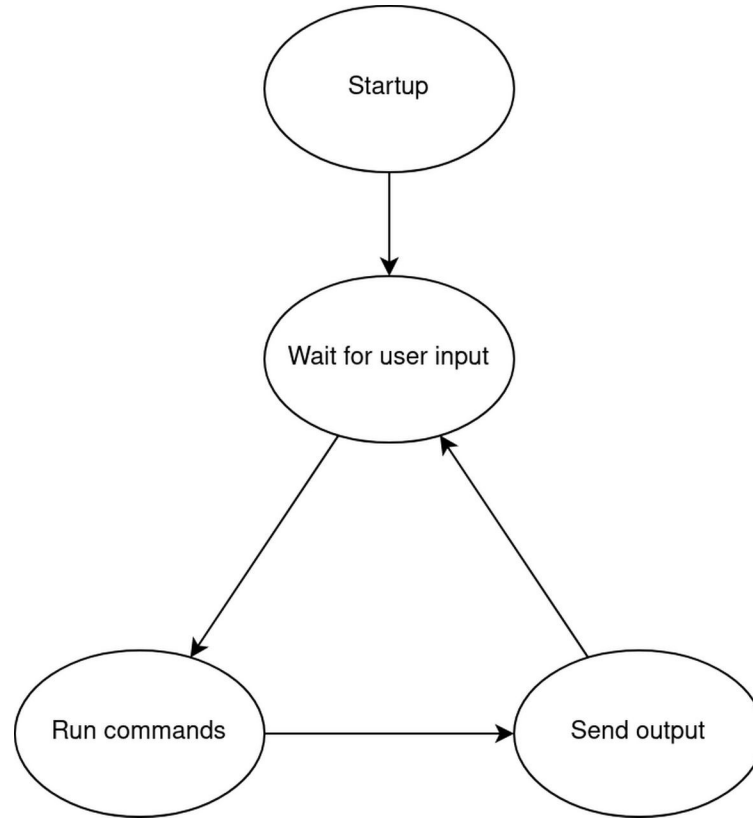 Startup
Wait for user input
Run commands
Send output